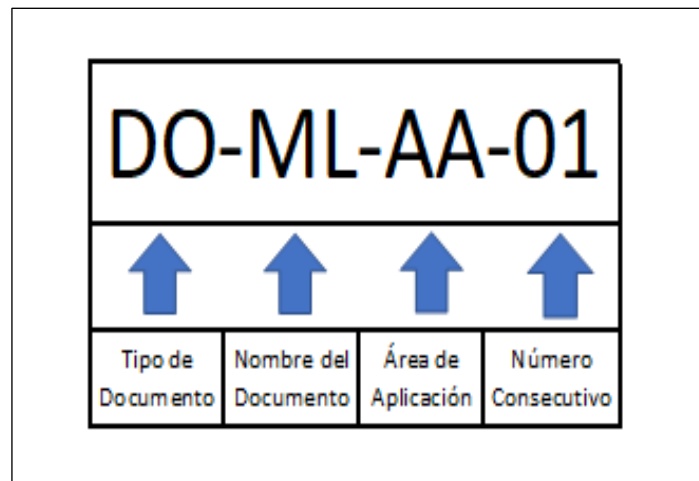 DO-ML-AA-01
Tipo de
Documento
Nombre del
Documento
Área de
Aplicación
Número
Consecutivo